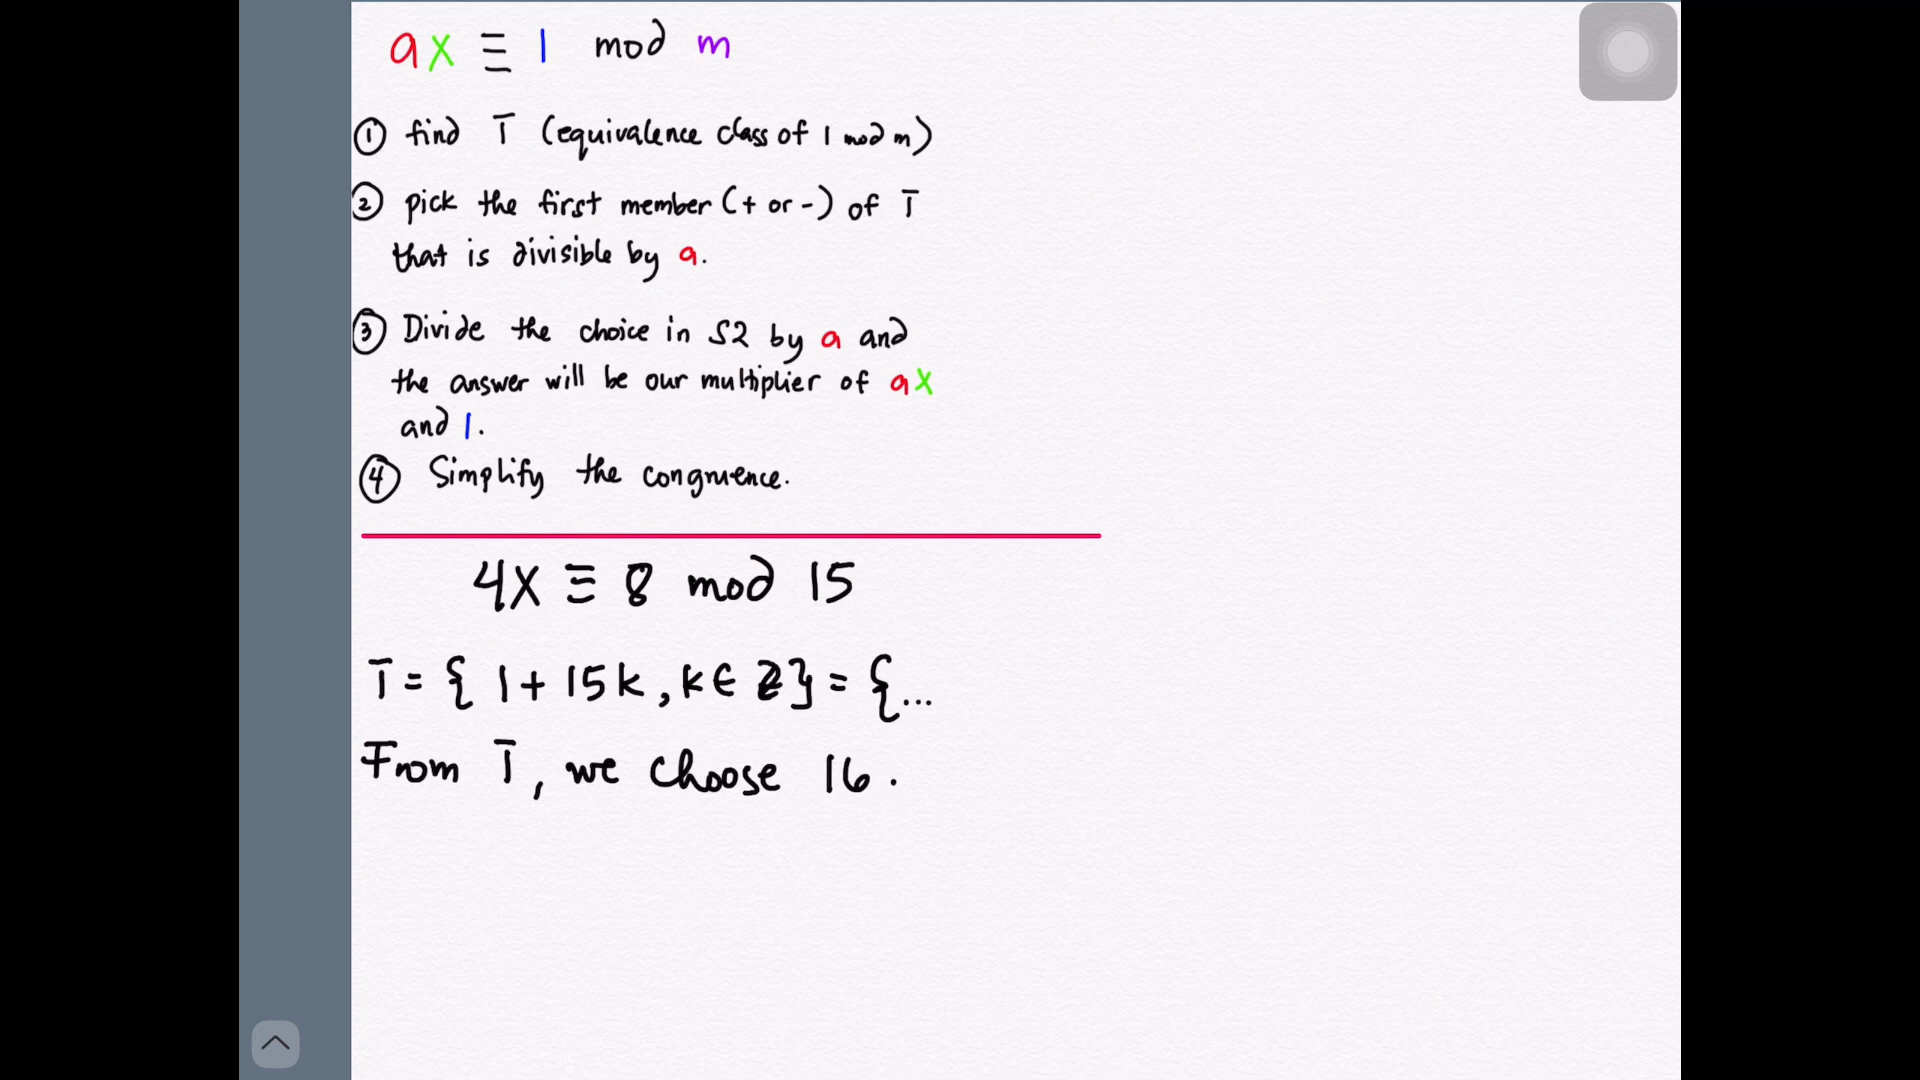 ax ≡ 1 mod m
① find 1̄ (equivalence class of 1 mod m)
② pick the first member (+ or -) of 1̄
that is divisible by a.
③ Divide the choice in S2 by a and
the answer will be our multiplier of ax
and 1.
④ Simplify the congruence.
4x ≡ 8 mod 15
1̄ = { 1 + 15k, k ∈ ℤ} = {...
From 1̄, we choose 16.